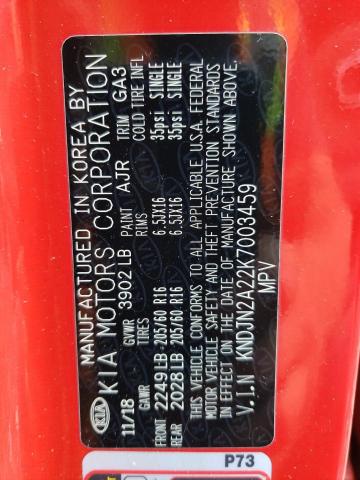 MANUFACTURED IN KOREA BY
KIA KIA MOTORS CORPORATION
11/18 GVWR 3902 LB PAINT AJR TRIM GA3
GAWR TIRES RIMS COLD TIRE INFL
FRONT 2249 LB-205/60 R16 6.5JX16 35psi SINGLE
REAR 2028 LB 205/60 R16 6.5JX16 35psi SINGLE
THIS VEHICLE CONFORMS TO ALL APPLICABLE U.S.A. FEDERAL
MOTOR VEHICLE SAFETY AND THEFT PREVENTION STANDARDS
IN EFFECT ON THE DATE OF MANUFACTURE SHOWN ABOVE.
V.I.N KNDJN2A22K7003459
MPV
P73